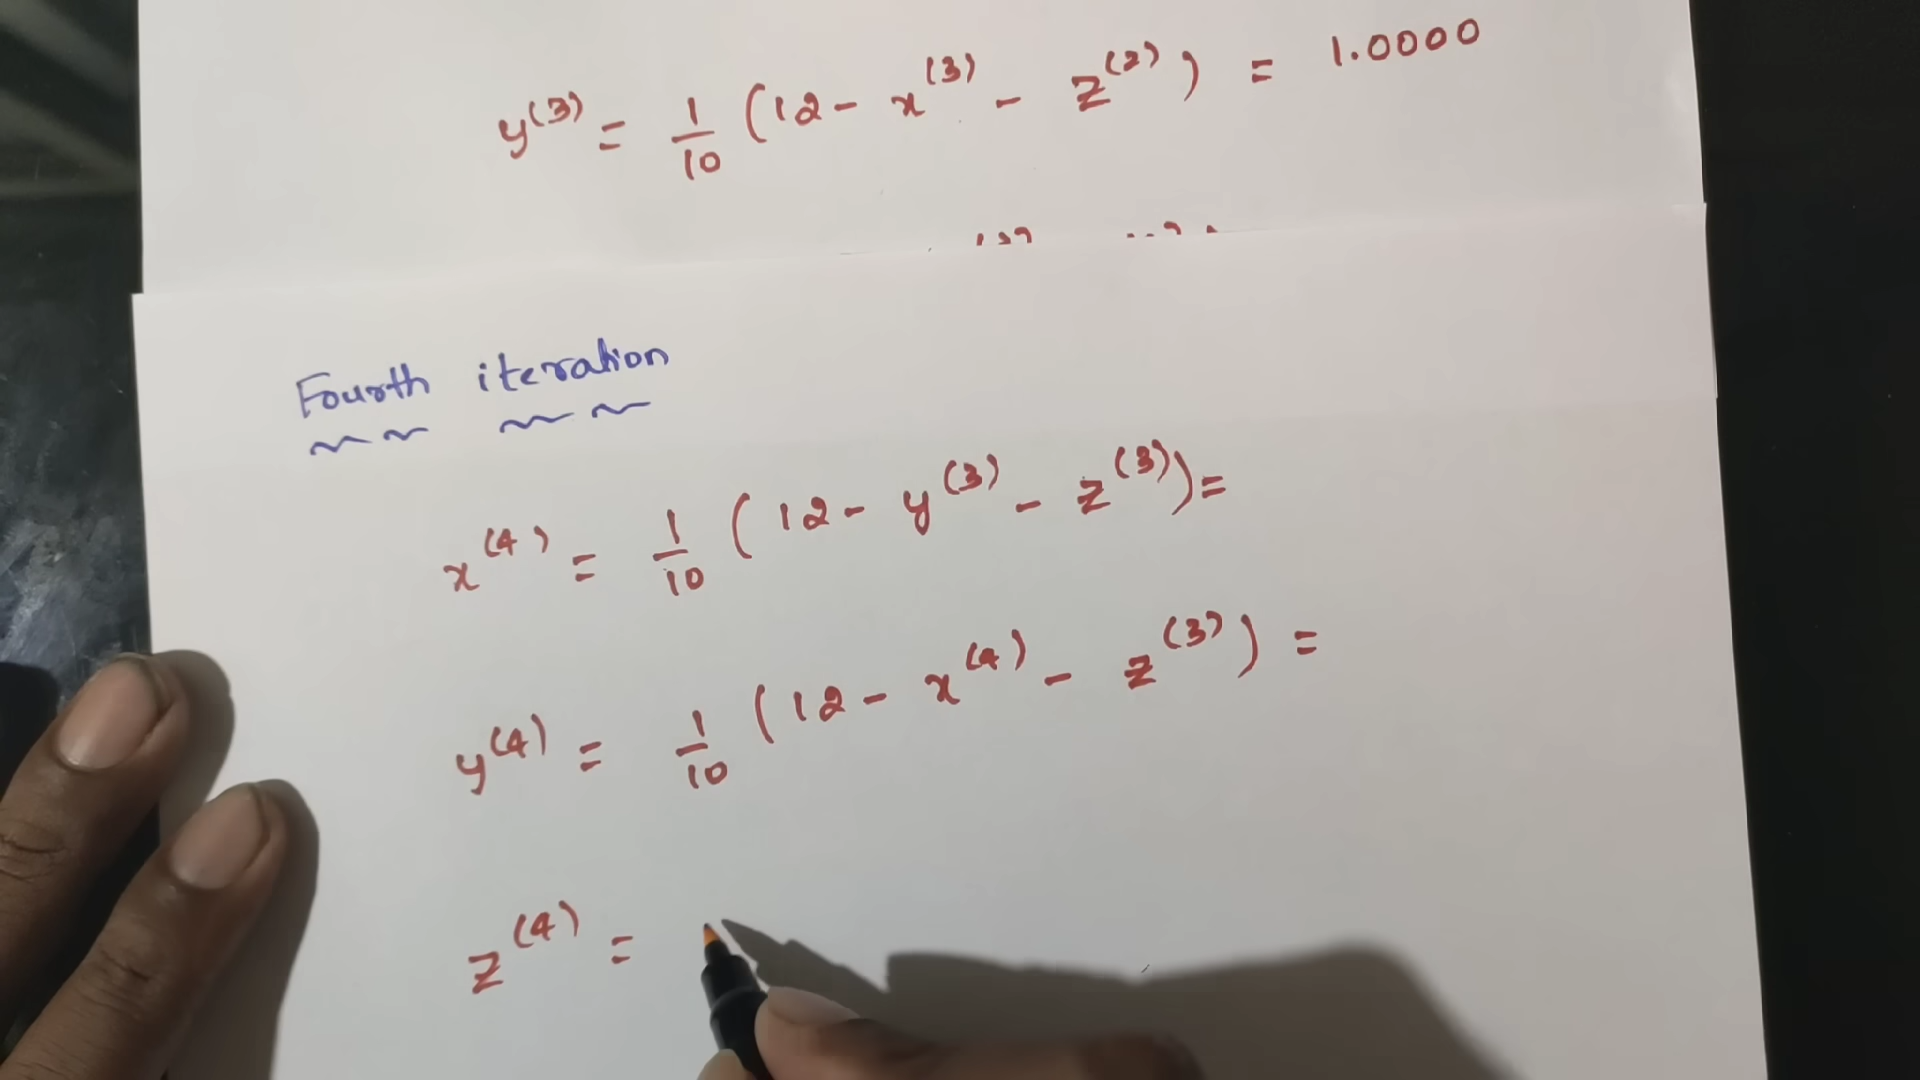 y⁽³⁾ = 1/10 (12 - x⁽³⁾ - z⁽²⁾) = 1.0000
Fourth iteration
x⁽⁴⁾ = 1/10 (12 - y⁽³⁾ - z⁽³⁾) =
y⁽⁴⁾ = 1/10 (12 - x⁽⁴⁾ - z⁽³⁾) =
z⁽⁴⁾ =